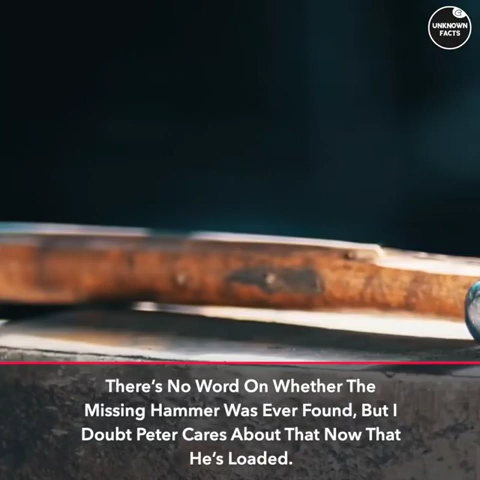 UNKNOWN
FACTS
There's No Word On Whether The
Missing Hammer Was Ever Found, But I
Doubt Peter Cares About That Now That
He's Loaded.